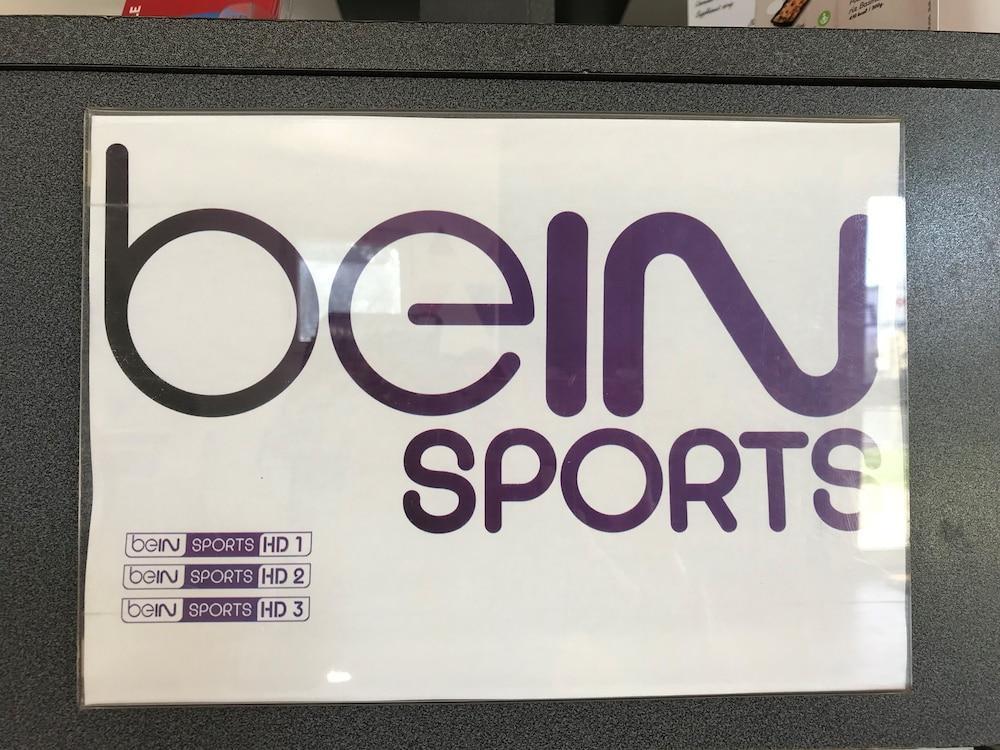 beIN
SPORTS
beIN SPORTS HD 1
beIN SPORTS HD 2
beIN SPORTS HD 3